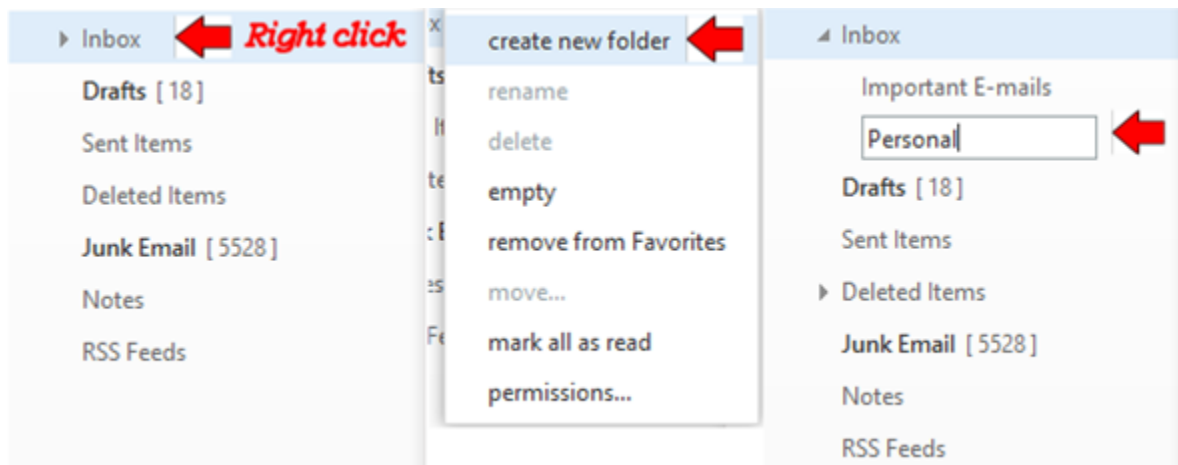 Inbox Right click
Drafts [ 18 ]
Sent Items
Deleted Items
Junk Email [ 5528 ]
Notes
RSS Feeds
create new folder
rename
delete
empty
remove from Favorites
move...
mark all as read
permissions...
Inbox
Important E-mails
Personal
Drafts [ 18 ]
Sent Items
Deleted Items
Junk Email [ 5528 ]
Notes
RSS Feeds